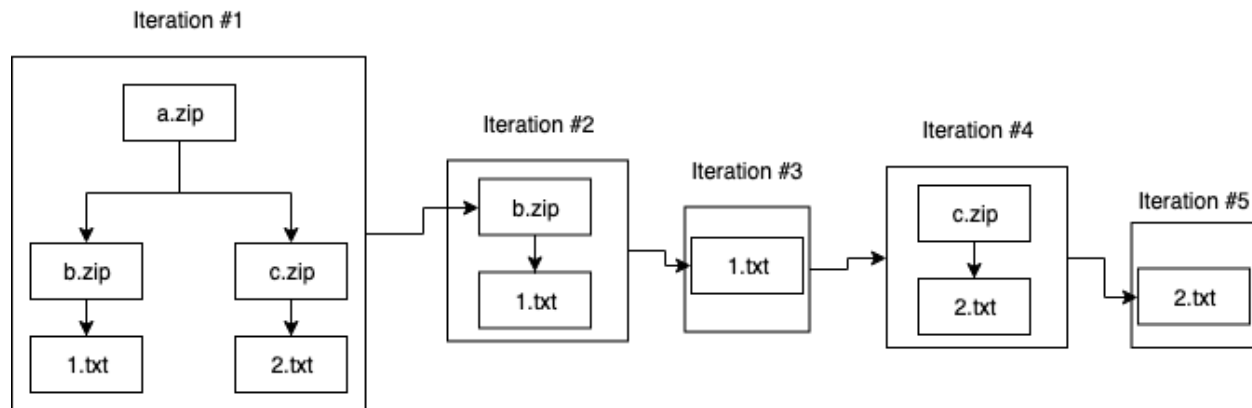 Iteration #1
a.zip
b.zip
c.zip
1.txt
2.txt
Iteration #2
b.zip
1.txt
Iteration #3
1.txt
Iteration #4
c.zip
2.txt
Iteration #5
2.txt